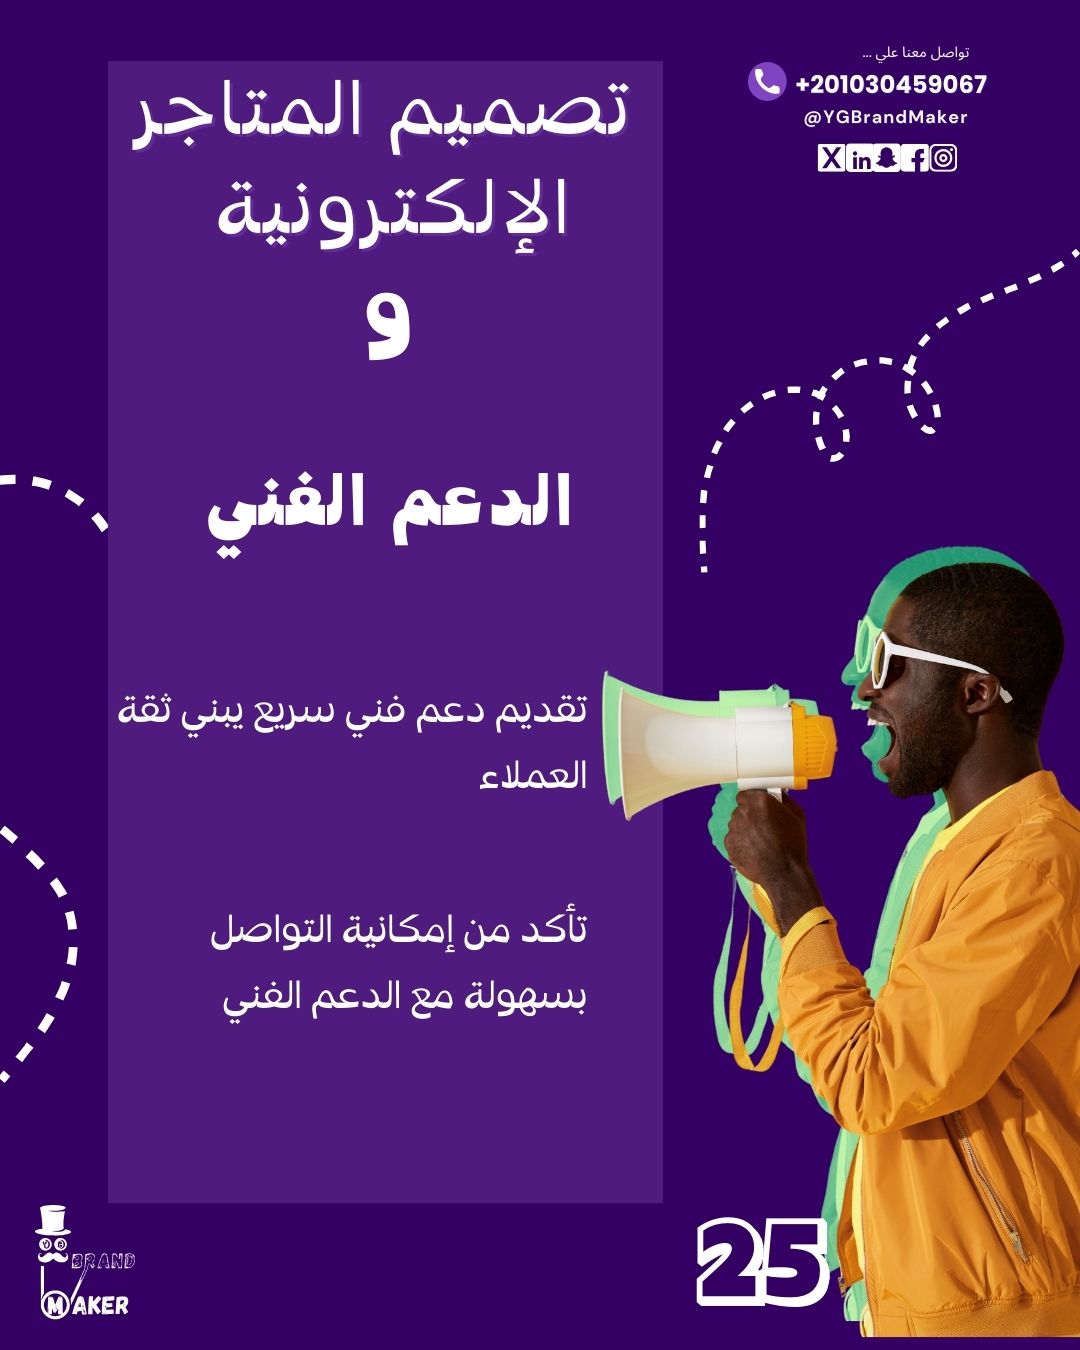 تواصل معنا علي ...
+201030459067
@YGBrandMaker
تصميم المتاجر
الإلكترونية
و
الدعم الفني
تقديم دعم فني سريع يبني ثقة
العملاء
تأكد من إمكانية التواصل
بسهولة مع الدعم الفني
25
BRAND
MAKER